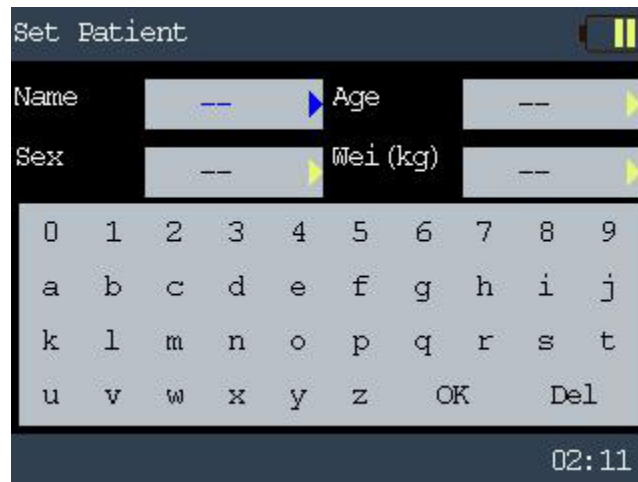 Set Patient
Name -- Age --
Sex -- Wei(kg) --
0 1 2 3 4 5 6 7 8 9
a b c d e f g h i j
k l m n o p q r s t
u v w x y z OK Del
02:11